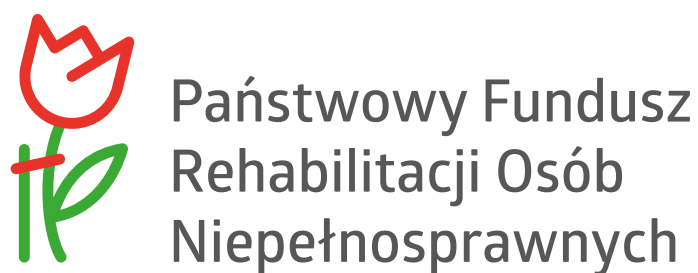 Państwowy Fundusz
Rehabilitacji Osób
Niepełnosprawnych